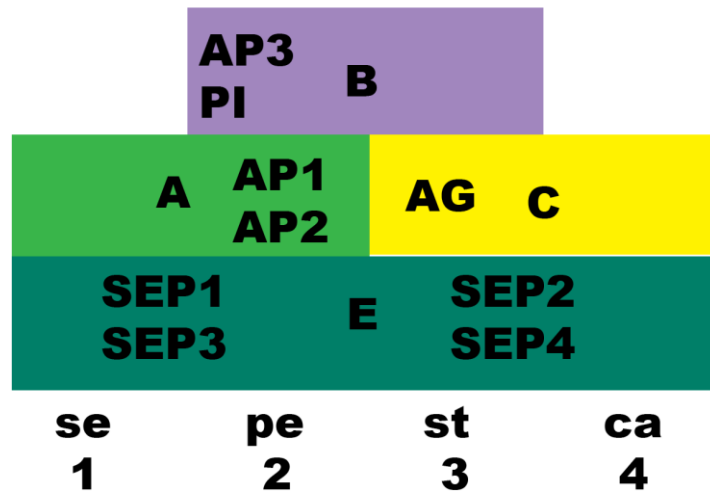 AP3
PI
B
A
AP1
AP2
AG
C
SEP1
SEP3
E
SEP2
SEP4
se pe st ca
1 2 3 4